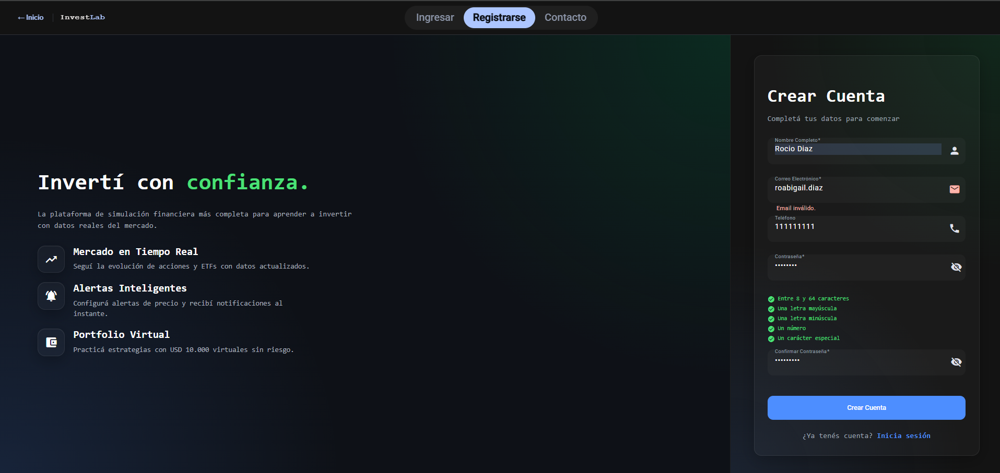 ←Inicio
InvestLab
Ingresar
Registrarse
Contacto
Invertí con confianza.
La plataforma de simulación financiera más completa para aprender a invertir
con datos reales del mercado.
Mercado en Tiempo Real
Seguí la evolución de acciones y ETFs con datos actualizados.
Alertas Inteligentes
Configurá alertas de precio y recibí notificaciones al
instante.
Portfolio Virtual
Practicá estrategias con USD 10.000 virtuales sin riesgo.
Crear Cuenta
Completá tus datos para comenzar
Nombre Completo*
Rocio Diaz
Correo Electrónico*
roabigail.diaz
Email inválido.
Teléfono
111111111
Contraseña*
••••••••
Entre 8 y 64 caracteres
Una letra mayúscula
Una letra minúscula
Un número
Un carácter especial
Confirmar Contraseña*
•••••••••
Crear Cuenta
¿Ya tenés cuenta? Inicia sesión